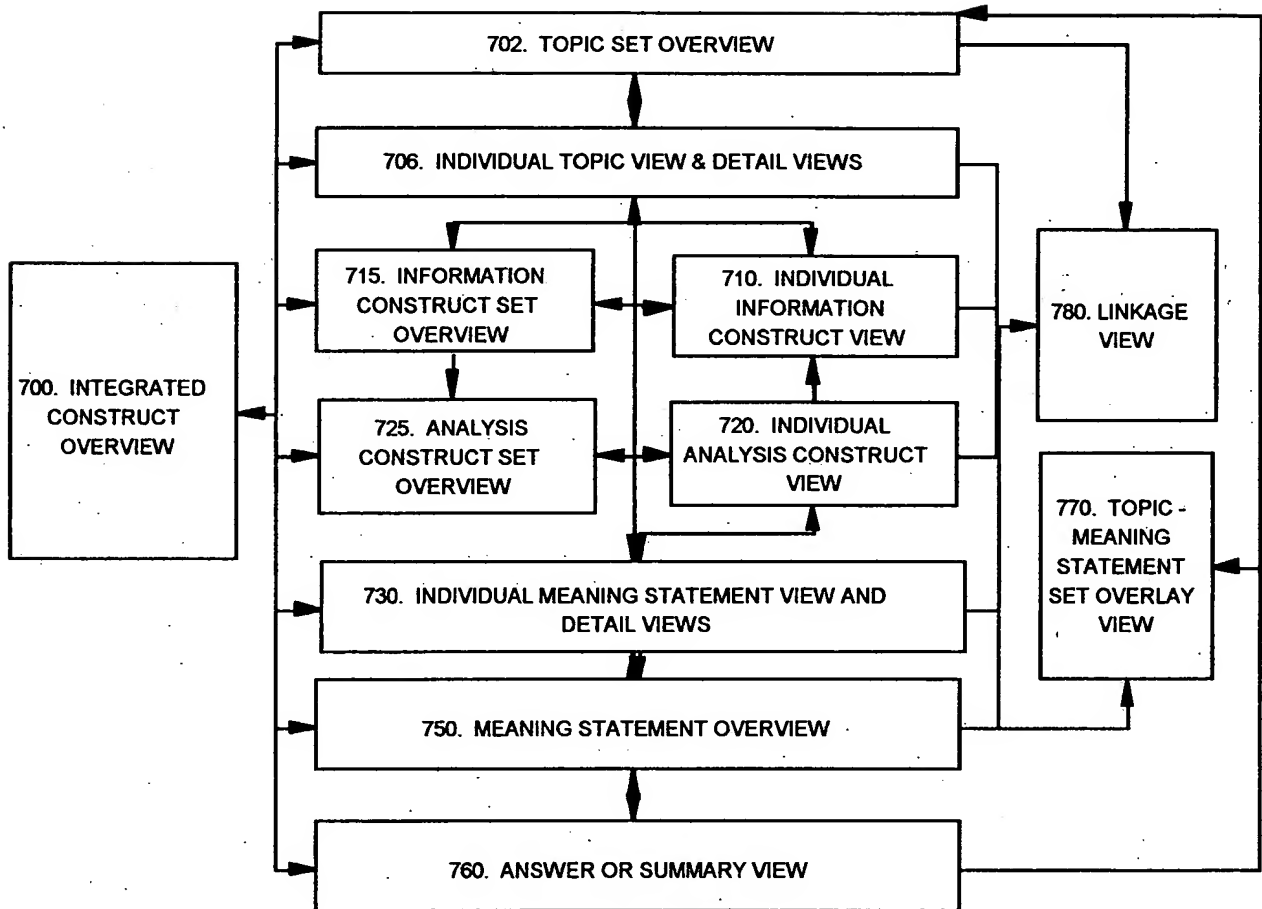 702. TOPIC SET OVERVIEW
706. INDIVIDUAL TOPIC VIEW & DETAIL VIEWS
715. INFORMATION
CONSTRUCT SET
OVERVIEW
710. INDIVIDUAL
INFORMATION
CONSTRUCT VIEW
780. LINKAGE
VIEW
700. INTEGRATED
CONSTRUCT
OVERVIEW
725. ANALYSIS
CONSTRUCT SET
OVERVIEW
720. INDIVIDUAL
ANALYSIS CONSTRUCT
VIEW
770. TOPIC -
MEANING
STATEMENT
SET OVERLAY
VIEW
730. INDIVIDUAL MEANING STATEMENT VIEW AND
DETAIL VIEWS
750. MEANING STATEMENT OVERVIEW
760. ANSWER OR SUMMARY VIEW